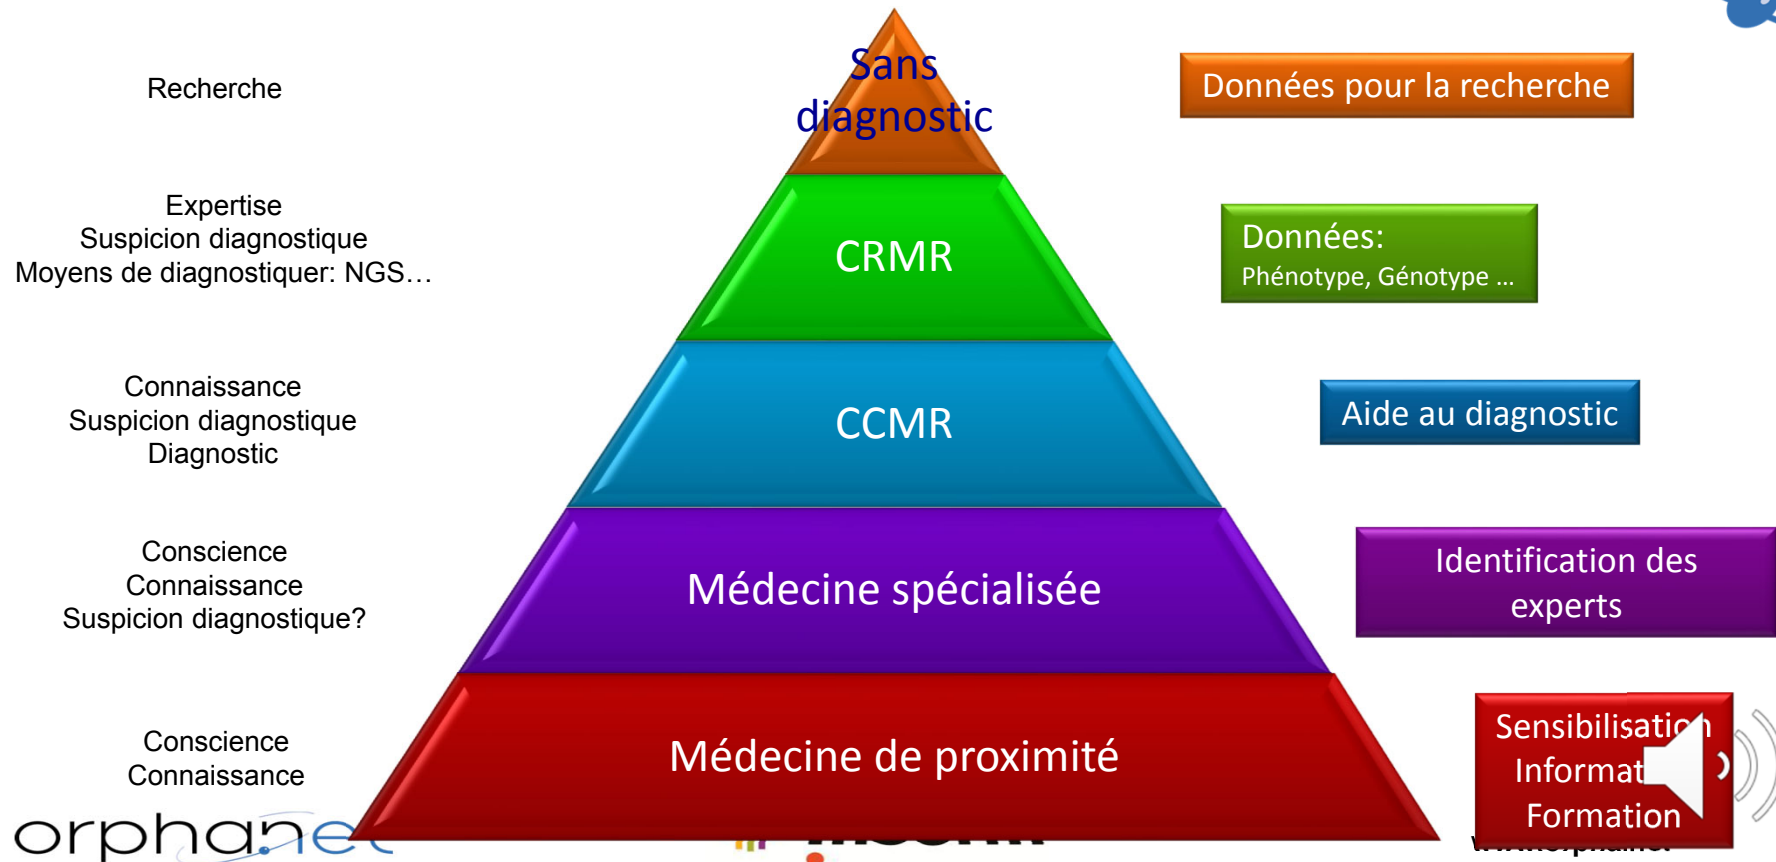 Recherche
Sans
diagnostic
Données pour la recherche
Expertise
Suspicion diagnostique
Moyens de diagnostiquer: NGS…
CRMR
Données:
Phénotype, Génotype ...
Connaissance
Suspicion diagnostique
Diagnostic
CCMR
Aide au diagnostic
Conscience
Connaissance
Suspicion diagnostique?
Médecine spécialisée
Identification des
experts
Conscience
Connaissance
Médecine de proximité
Sensibilisation
Informat
Formation
orphanet